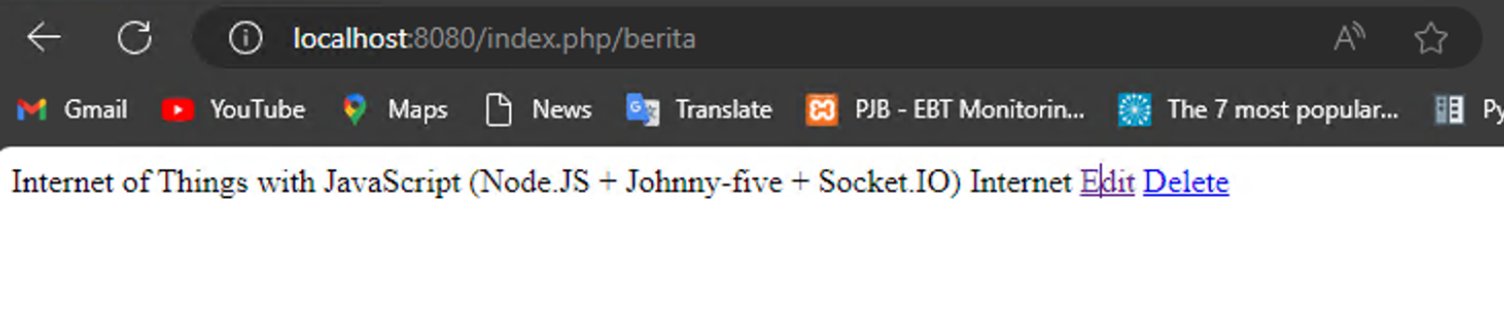 localhost:8080/index.php/berita
Gmail YouTube Maps News Translate PJB - EBT Monitorin... The 7 most popular... Py
Internet of Things with JavaScript (Node.JS + Johnny-five + Socket.IO) Internet Edit Delete